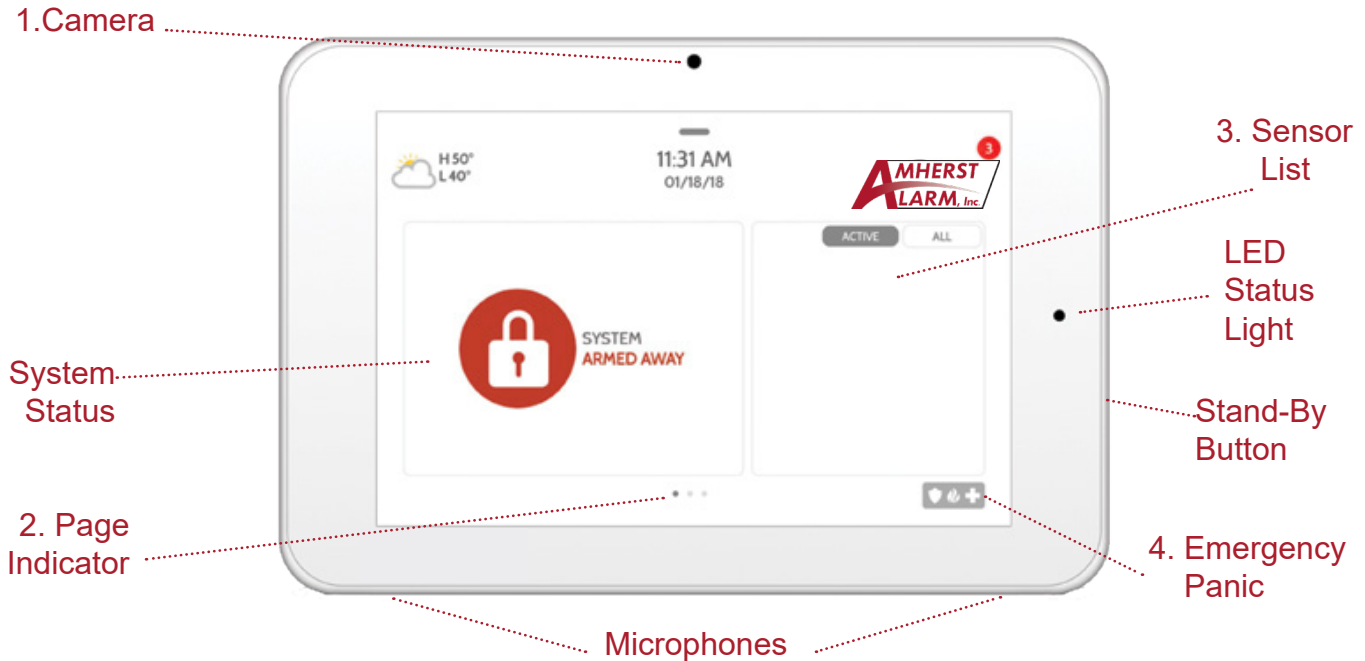 1.Camera
H 50°
L 40°
11:31 AM
01/18/18
3
AMHERST
ALARM, Inc.
3. Sensor
List
ACTIVE
ALL
LED
Status
Light
SYSTEM
ARMED AWAY
System
Status
Stand-By
Button
2. Page
Indicator
4. Emergency
Panic
Microphones